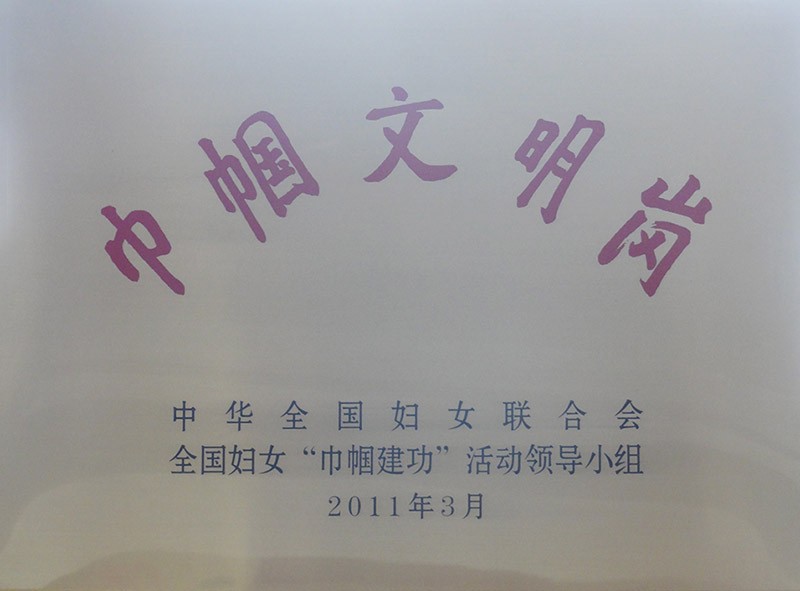 巾帼文明岗
中华全国妇女联合会
全国妇女“巾帼建功”活动领导小组
2011年3月